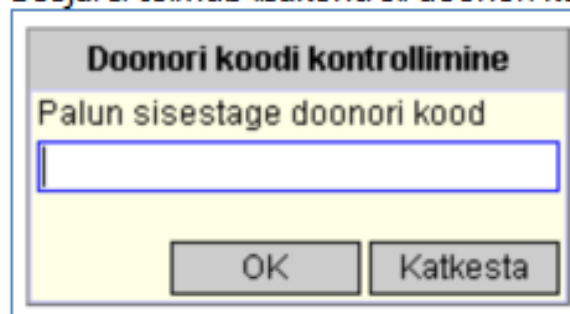 Doonori koodi kontrollimine
Palun sisestage doonori kood
OK Katkesta